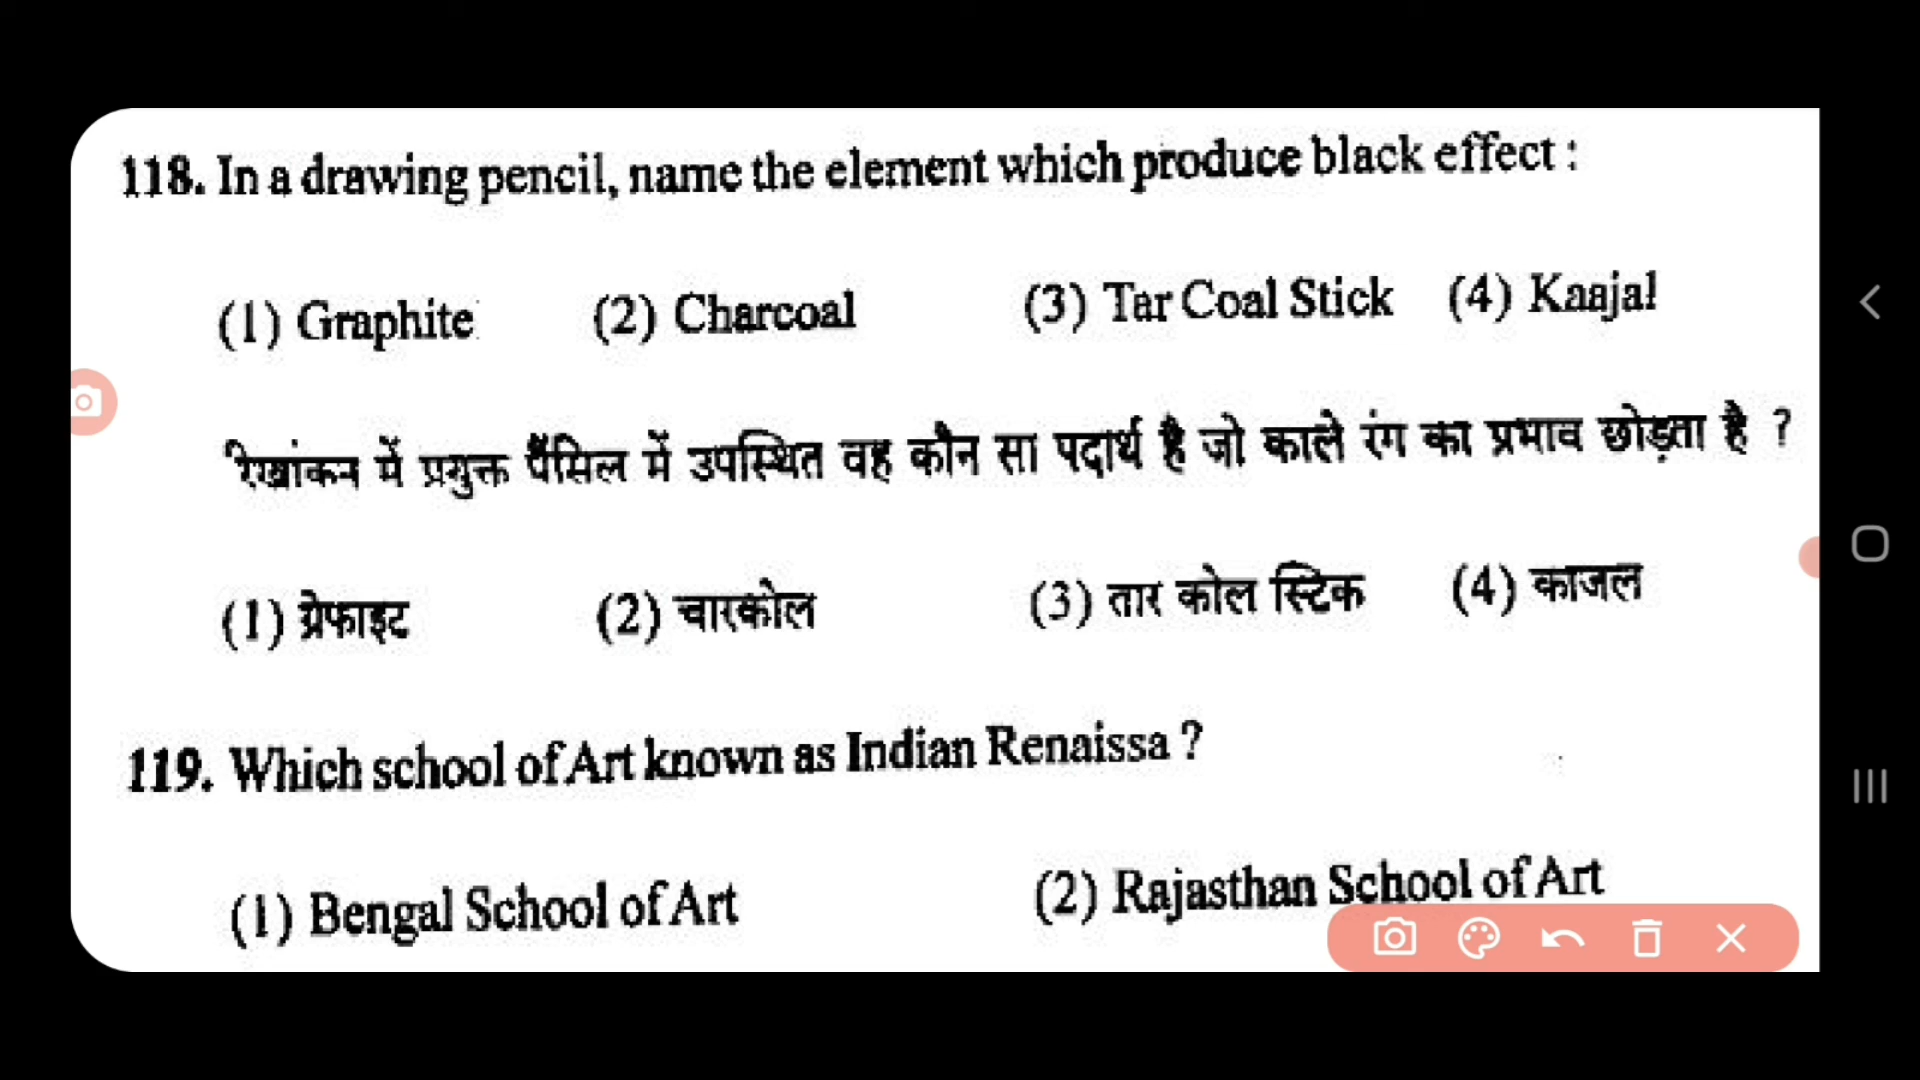 118. In a drawing pencil, name the element which produce black effect :
(1) Graphite (2) Charcoal (3) Tar Coal Stick (4) Kaajal
रेखांकन में प्रयुक्त पैंसिल में उपस्थित वह कौन सा पदार्थ है जो काले रंग का प्रभाव छोड़ता है ?
(1) ग्रेफाइट (2) चारकोल (3) तार कोल स्टिक (4) काजल
119. Which school of Art known as Indian Renaissa ?
(1) Bengal School of Art (2) Rajasthan School of Art